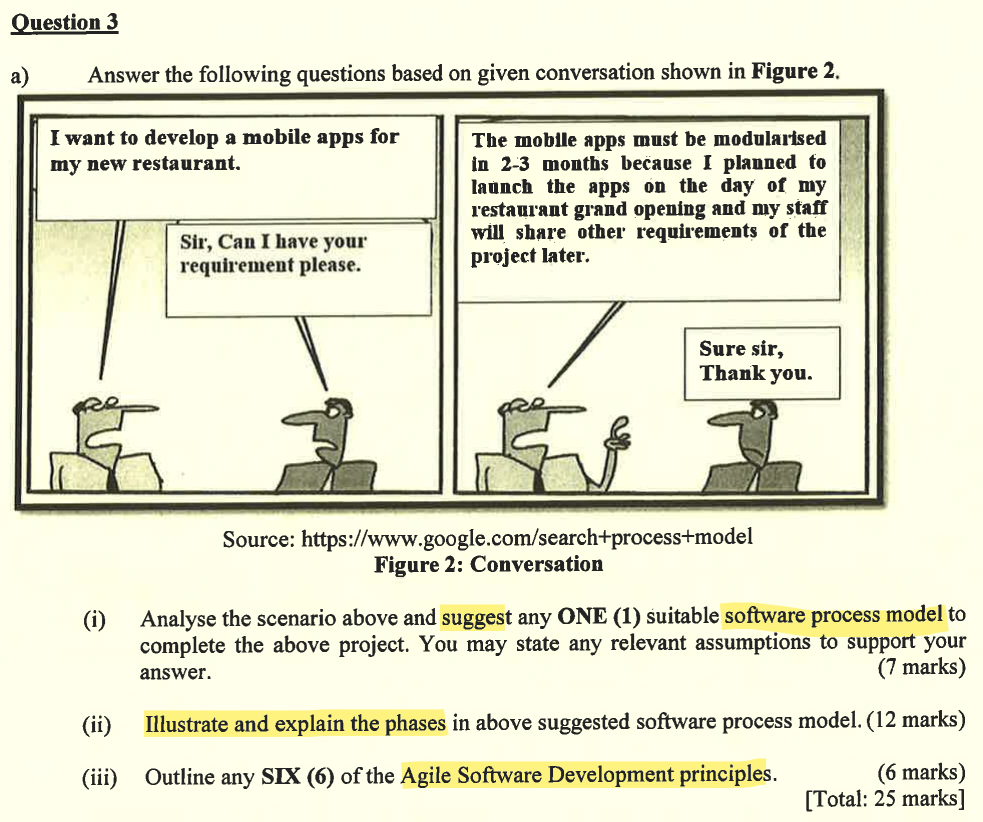 Question 3
a) Answer the following questions based on given conversation shown in Figure 2.
I want to develop a mobile apps for
my new restaurant.
Sir, Can I have your
requirement please.
The mobile apps must be modularised
in 2-3 months because I planned to
launch the apps on the day of my
restaurant grand opening and my staff
will share other requirements of the
project later.
Sure sir,
Thank you.
Source: https://www.google.com/search+process+model
Figure 2: Conversation
(i) Analyse the scenario above and suggest any ONE (1) suitable software process model to
complete the above project. You may state any relevant assumptions to support your
answer. (7 marks)
(ii) Illustrate and explain the phases in above suggested software process model. (12 marks)
(iii) Outline any SIX (6) of the Agile Software Development principles. (6 marks)
[Total: 25 marks]